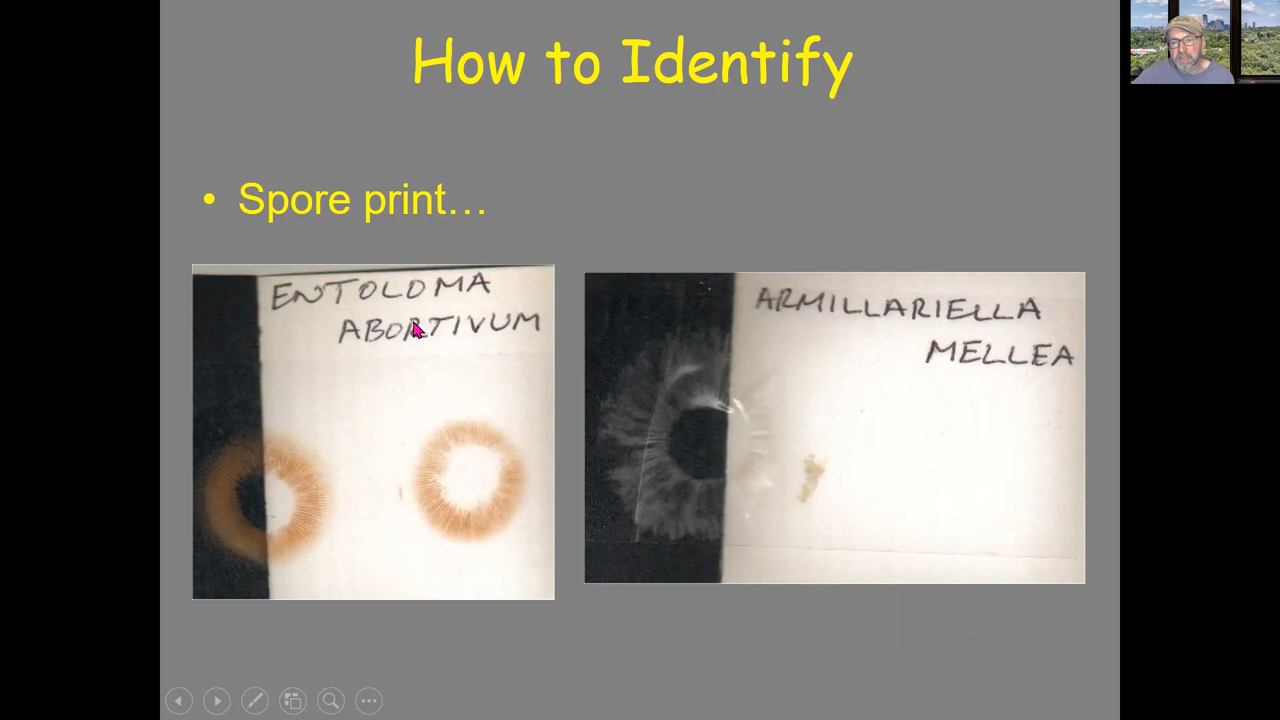 How to Identify
• Spore print…
ENTOLOMA
ABORTIVUM
ARMILLARIELLA
MELLEA